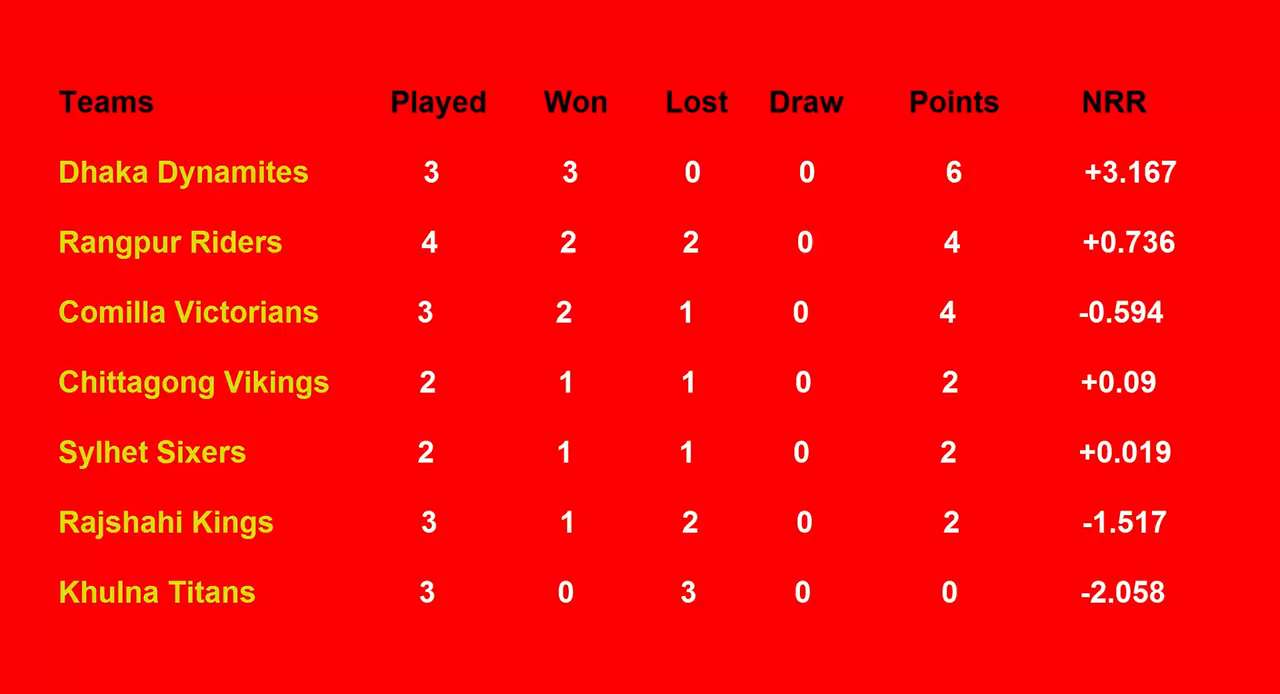 Teams Played Won Lost Draw Points NRR
Dhaka Dynamites 3 3 0 0 6 +3.167
Rangpur Riders 4 2 2 0 4 +0.736
Comilla Victorians 3 2 1 0 4 -0.594
Chittagong Vikings 2 1 1 0 2 +0.09
Sylhet Sixers 2 1 1 0 2 +0.019
Rajshahi Kings 3 1 2 0 2 -1.517
Khulna Titans 3 0 3 0 0 -2.058